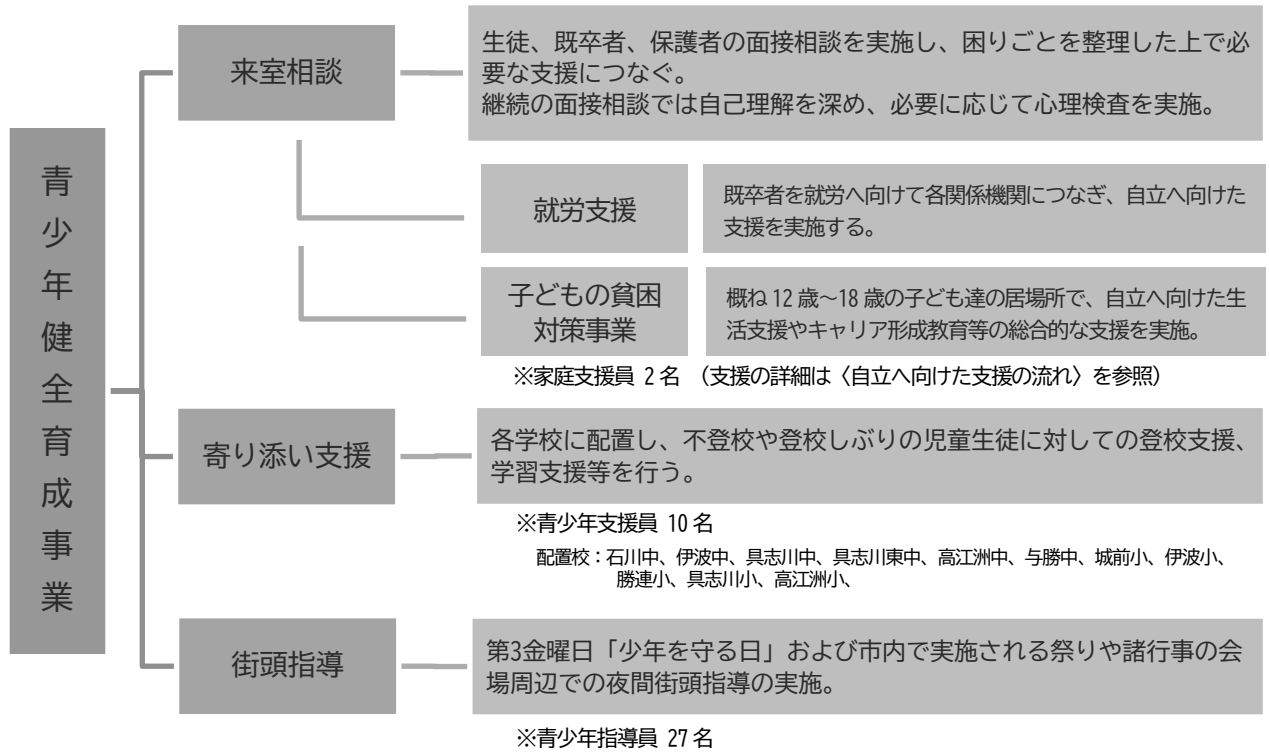 青少年健全育成事業
来室相談
生徒、既卒者、保護者の面接相談を実施し、困りごとを整理した上で必
要な支援につなぐ。
継続の面接相談では自己理解を深め、必要に応じて心理検査を実施。
就労支援
既卒者を就労へ向けて各関係機関につなぎ、自立へ向けた
支援を実施する。
子どもの貧困
対策事業
概ね 12 歳～18 歳の子ども達の居場所で、自立へ向けた生
活支援やキャリア形成教育等の総合的な支援を実施。
※家庭支援員 2 名 （支援の詳細は〈自立へ向けた支援の流れ〉を参照）
寄り添い支援
各学校に配置し、不登校や登校しぶりの児童生徒に対しての登校支援、
学習支援等を行う。
※青少年支援員 10 名
配置校：石川中、伊波中、具志川中、具志川東中、高江洲中、与勝中、城前小、伊波小、
勝連小、具志川小、高江洲小、
街頭指導
第3金曜日「少年を守る日」および市内で実施される祭りや諸行事の会
場周辺での夜間街頭指導の実施。
※青少年指導員 27 名